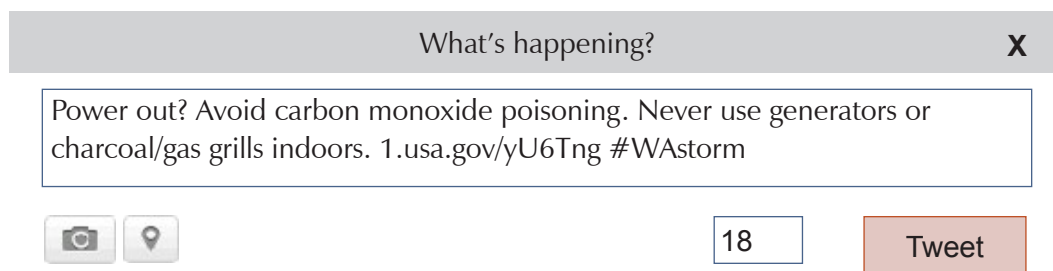 What's happening? X
Power out? Avoid carbon monoxide poisoning. Never use generators or
charcoal/gas grills indoors. 1.usa.gov/yU6Tng #WAstorm
18 Tweet